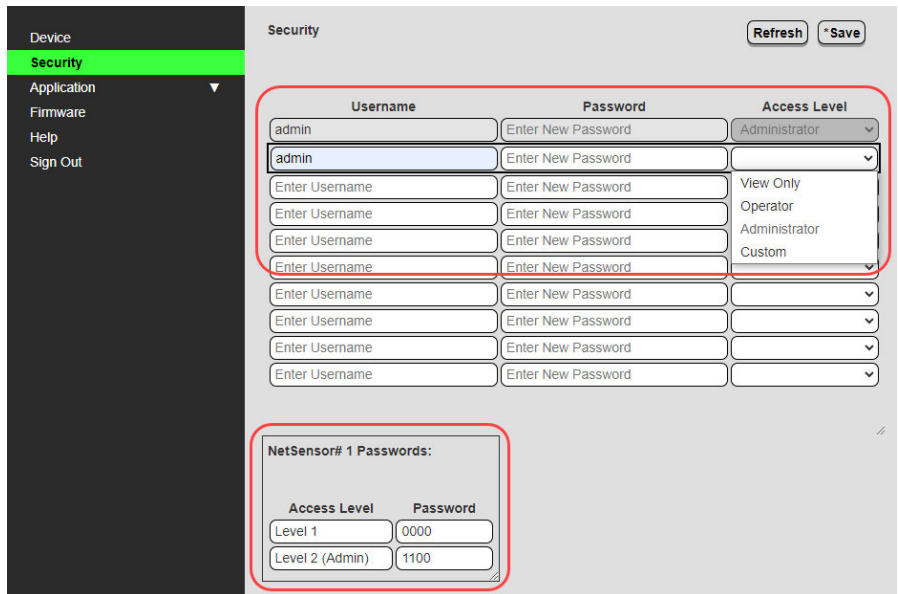 Device
Security
Application ▼
Firmware
Help
Sign Out
Security
Refresh *Save
Username Password Access Level
admin Enter New Password Administrator
admin Enter New Password
Enter Username Enter New Password View Only
Enter Username Enter New Password Operator
Enter Username Enter New Password Administrator
Enter Username Enter New Password Custom
Enter Username Enter New Password
Enter Username Enter New Password
Enter Username Enter New Password
Enter Username Enter New Password
NetSensor# 1 Passwords:
Access Level Password
Level 1 0000
Level 2 (Admin) 1100